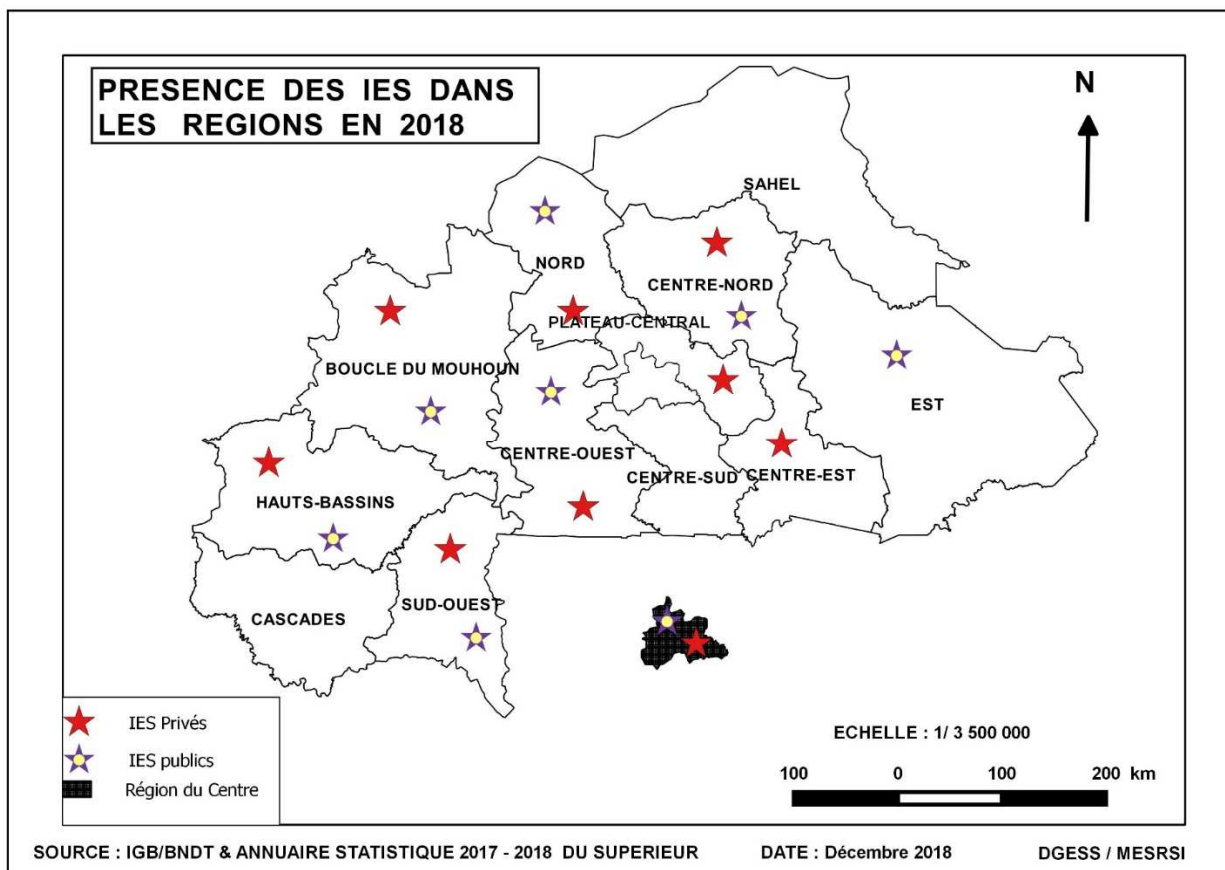 PRESENCE DES IES DANS
LES REGIONS EN 2018
N
SAHEL
NORD
CENTRE-NORD
PLATEAU-CENTRAL
BOUCLE DU MOUHOUN
EST
CENTRE-OUEST
CENTRE-SUD
CENTRE-EST
HAUTS-BASSINS
CASCADES
SUD-OUEST
IES Privés
IES publics
Région du Centre
ECHELLE : 1/ 3 500 000
100 0 100 200 km
SOURCE : IGB/BNDT & ANNUAIRE STATISTIQUE 2017 - 2018 DU SUPERIEUR DATE : Décembre 2018 DGESS / MESRSI